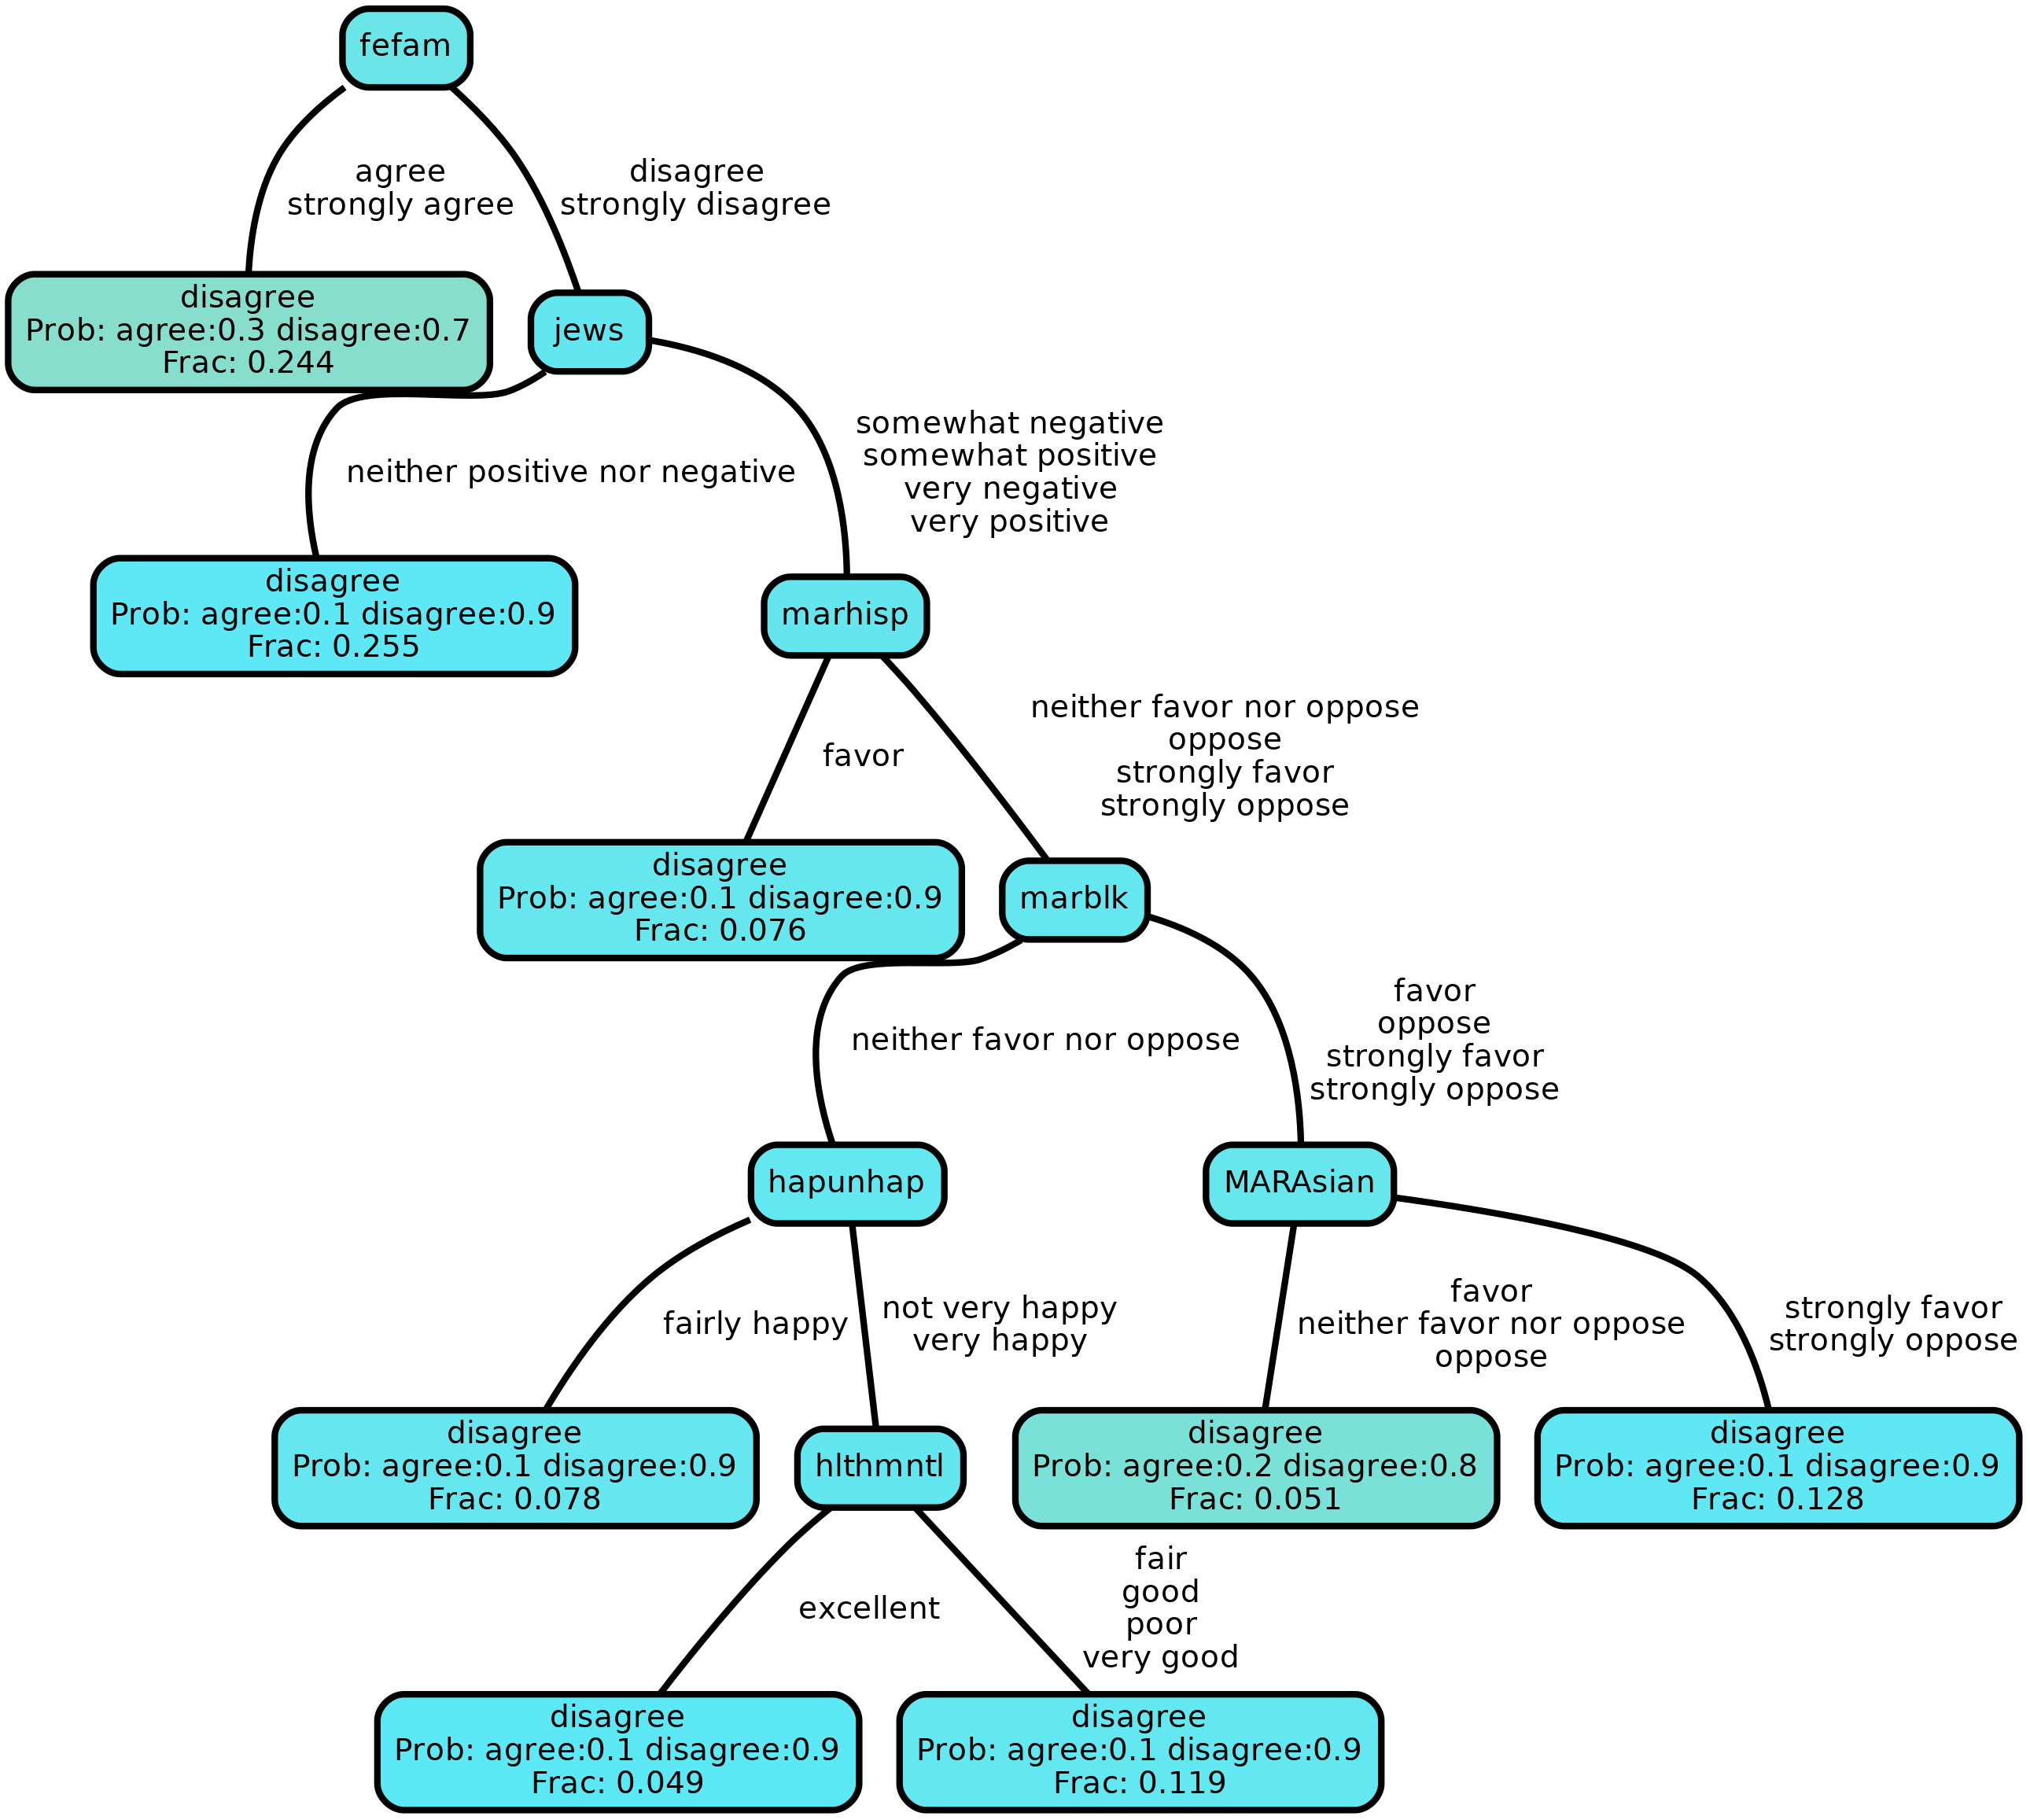 fefam
agree
strongly agree
disagree
strongly disagree
disagree
Prob: agree:0.3 disagree:0.7
Frac: 0.244
jews
neither positive nor negative
somewhat negative
somewhat positive
very negative
very positive
disagree
Prob: agree:0.1 disagree:0.9
Frac: 0.255
marhisp
favor
neither favor nor oppose
oppose
strongly favor
strongly oppose
disagree
Prob: agree:0.1 disagree:0.9
Frac: 0.076
marblk
neither favor nor oppose
favor
oppose
strongly favor
strongly oppose
hapunhap
MARAsian
fairly happy
not very happy
very happy
favor
neither favor nor oppose
oppose
strongly favor
strongly oppose
disagree
Prob: agree:0.1 disagree:0.9
Frac: 0.078
hlthmntl
disagree
Prob: agree:0.2 disagree:0.8
Frac: 0.051
disagree
Prob: agree:0.1 disagree:0.9
Frac: 0.128
excellent
fair
good
poor
very good
disagree
Prob: agree:0.1 disagree:0.9
Frac: 0.049
disagree
Prob: agree:0.1 disagree:0.9
Frac: 0.119